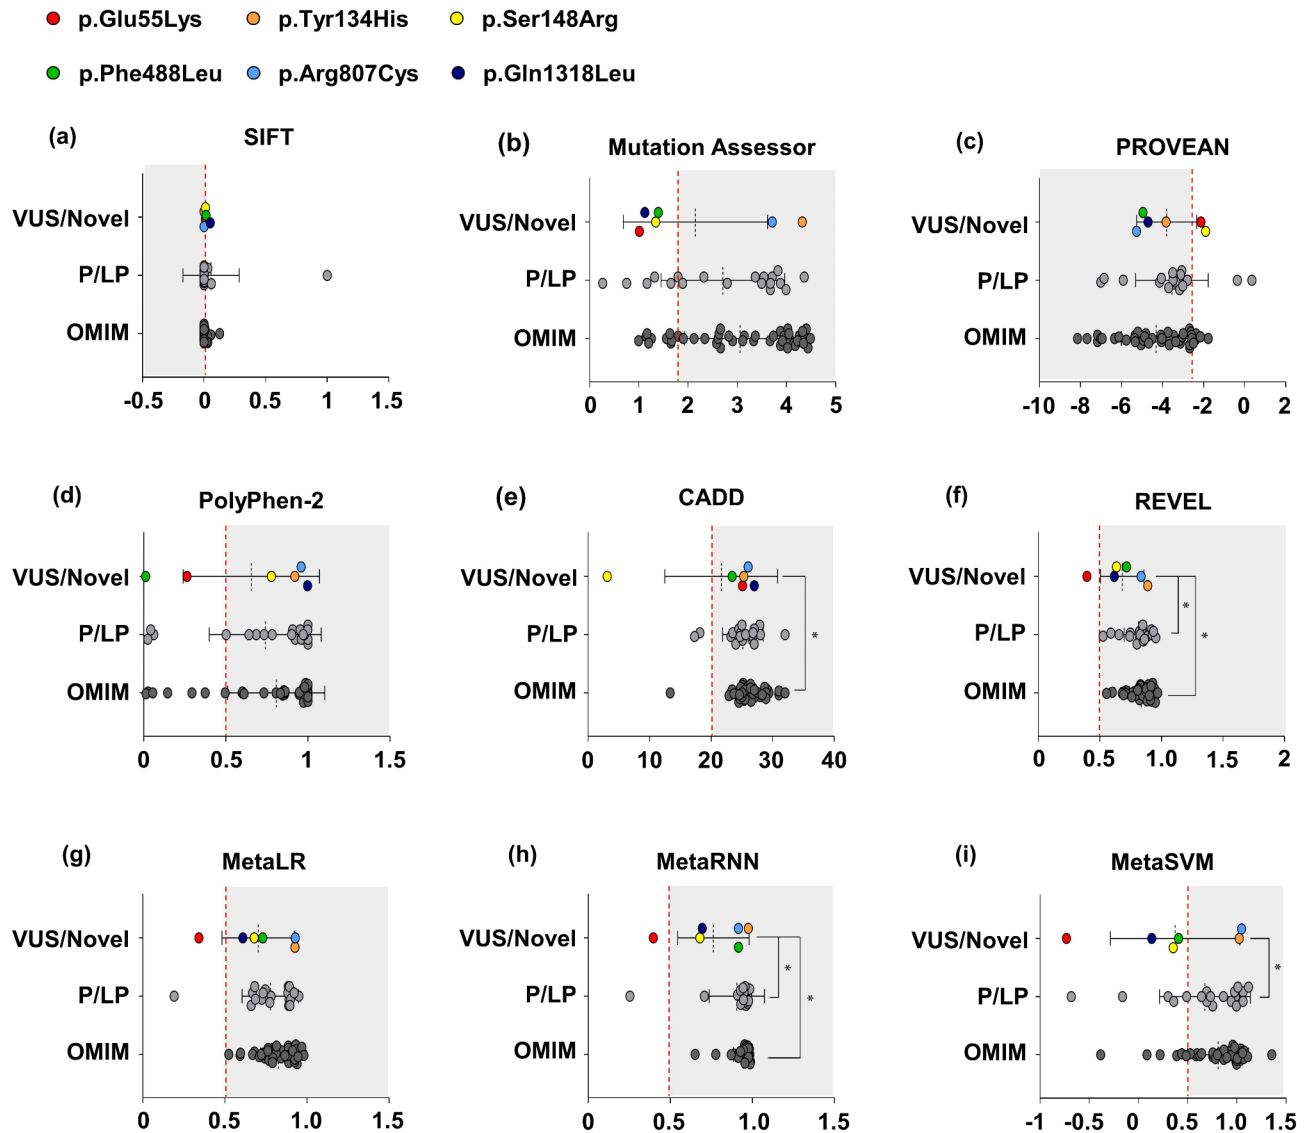 p.Glu55Lys p.Tyr134His p.Ser148Arg
p.Phe488Leu p.Arg807Cys p.Gln1318Leu
(a) SIFT
VUS/Novel
P/LP
OMIM
-0.5 0 0.5 1 1.5
(b) Mutation Assessor
VUS/Novel
P/LP
OMIM
0 1 2 3 4 5
(c) PROVEAN
VUS/Novel
P/LP
OMIM
-10 -8 -6 -4 -2 0 2
(d) PolyPhen-2
VUS/Novel
P/LP
OMIM
0 0.5 1.0 1.5
(e) CADD
VUS/Novel
P/LP
OMIM
*
0 10 20 30 40
(f) REVEL
VUS/Novel
P/LP
OMIM
*
*
0 0.5 1.0 1.5 2
(g) MetaLR
VUS/Novel
P/LP
OMIM
0 0.5 1.0 1.5
(h) MetaRNN
VUS/Novel
P/LP
OMIM
*
*
0 0.5 1.0 1.5
(i) MetaSVM
VUS/Novel
P/LP
OMIM
*
-1 -0.5 0 0.5 1.0 1.5